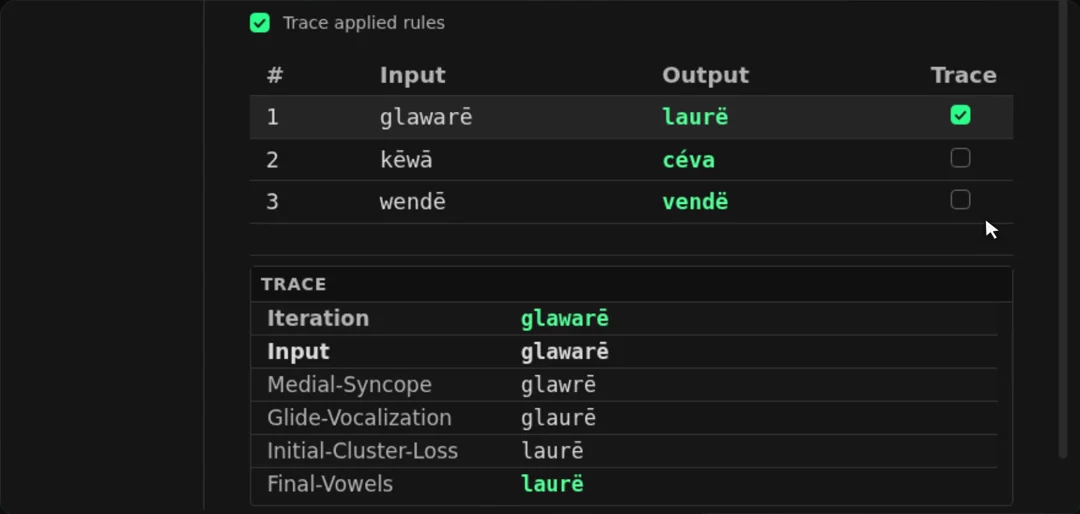 Trace applied rules
# Input Output Trace
1 glawarē laurë
2 kēwā céva
3 wendē vendë
TRACE
Iteration glawarē
Input glawarē
Medial-Syncope glawrē
Glide-Vocalization glaurē
Initial-Cluster-Loss laurē
Final-Vowels laurë